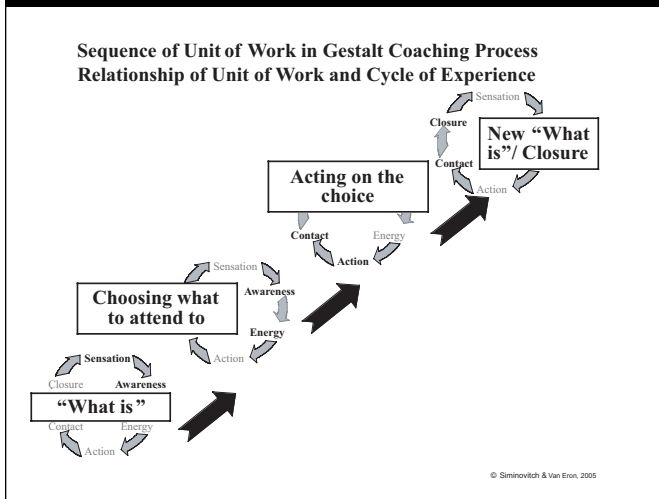 Sequence of Unit of Work in Gestalt Coaching Process
Relationship of Unit of Work and Cycle of Experience
Sensation
Closure
New “What
is”/ Closure
Contact
Action
Acting on the
choice
Contact
Energy
Action
Sensation
Awareness
Choosing what
to attend to
Energy
Action
Sensation
Closure
Awareness
“What is”
Contact
Energy
Action
© Siminovitch & Van Eron, 2005